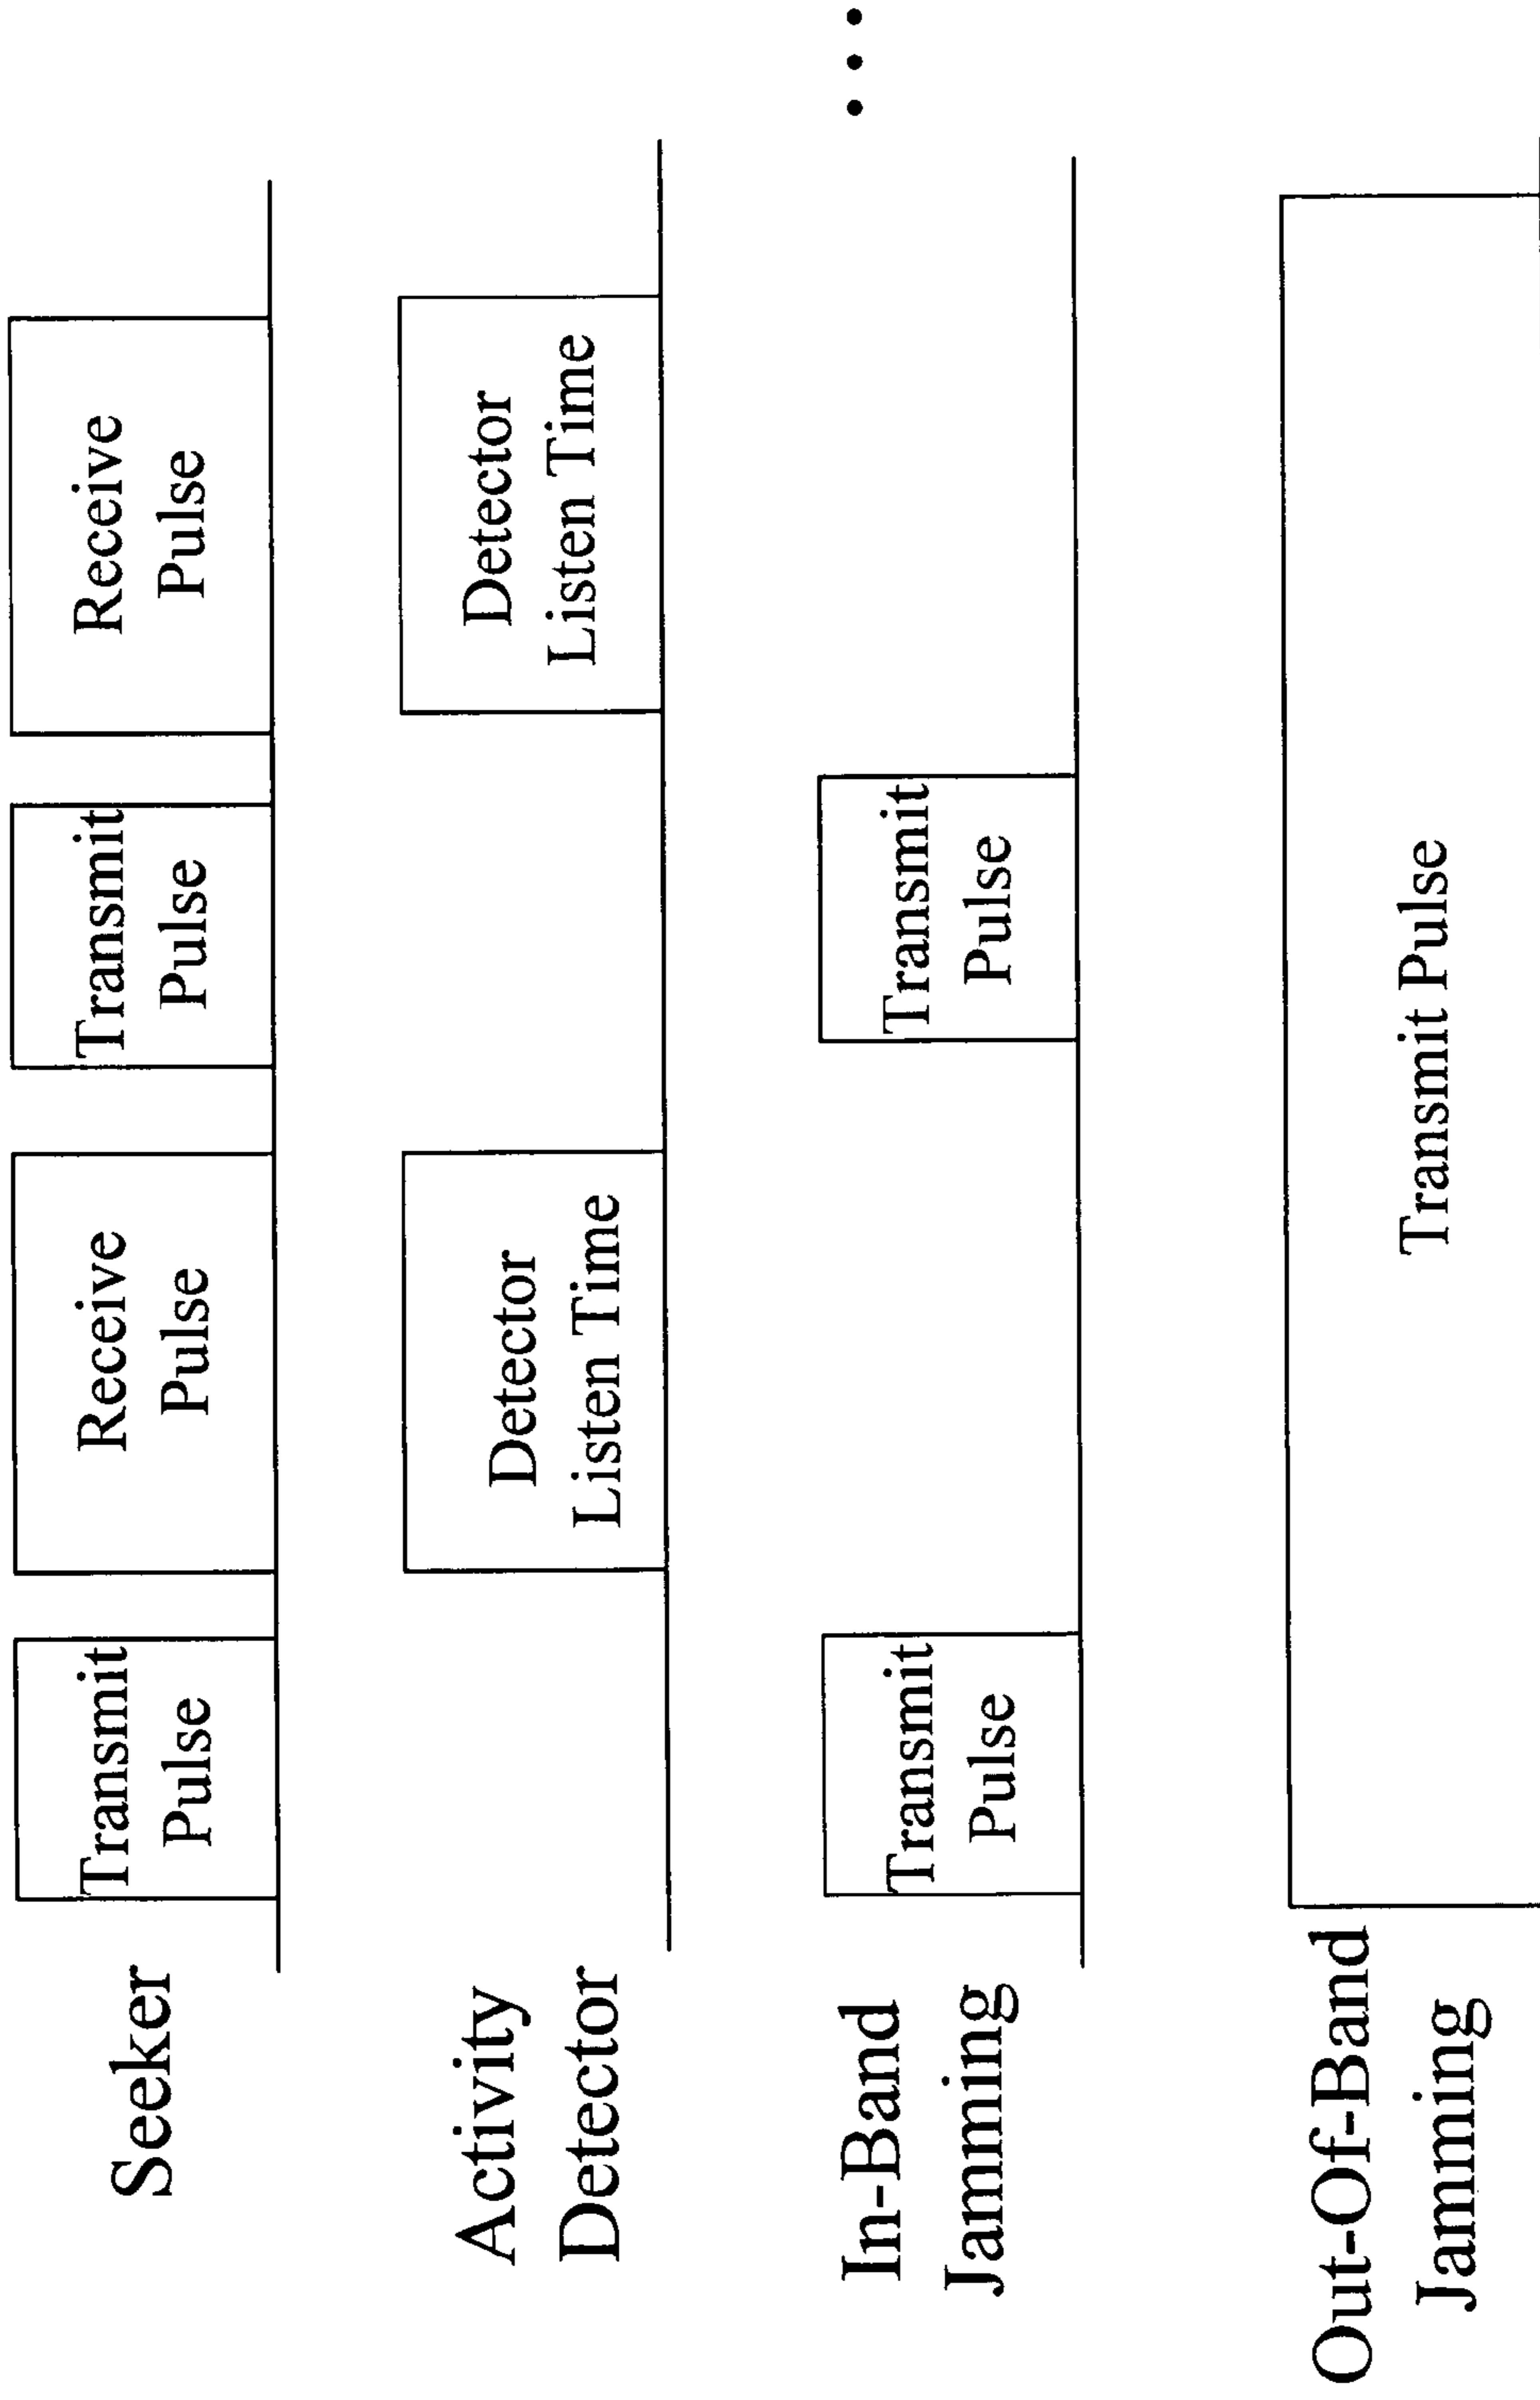 Seeker
Transmit
Pulse
Receive
Pulse
Transmit
Pulse
Receive
Pulse
Activity
Detector
Detector
Listen Time
Detector
Listen Time
In-Band
Jamming
Transmit
Pulse
Transmit
Pulse
Out-Of-Band
Jamming
Transmit Pulse